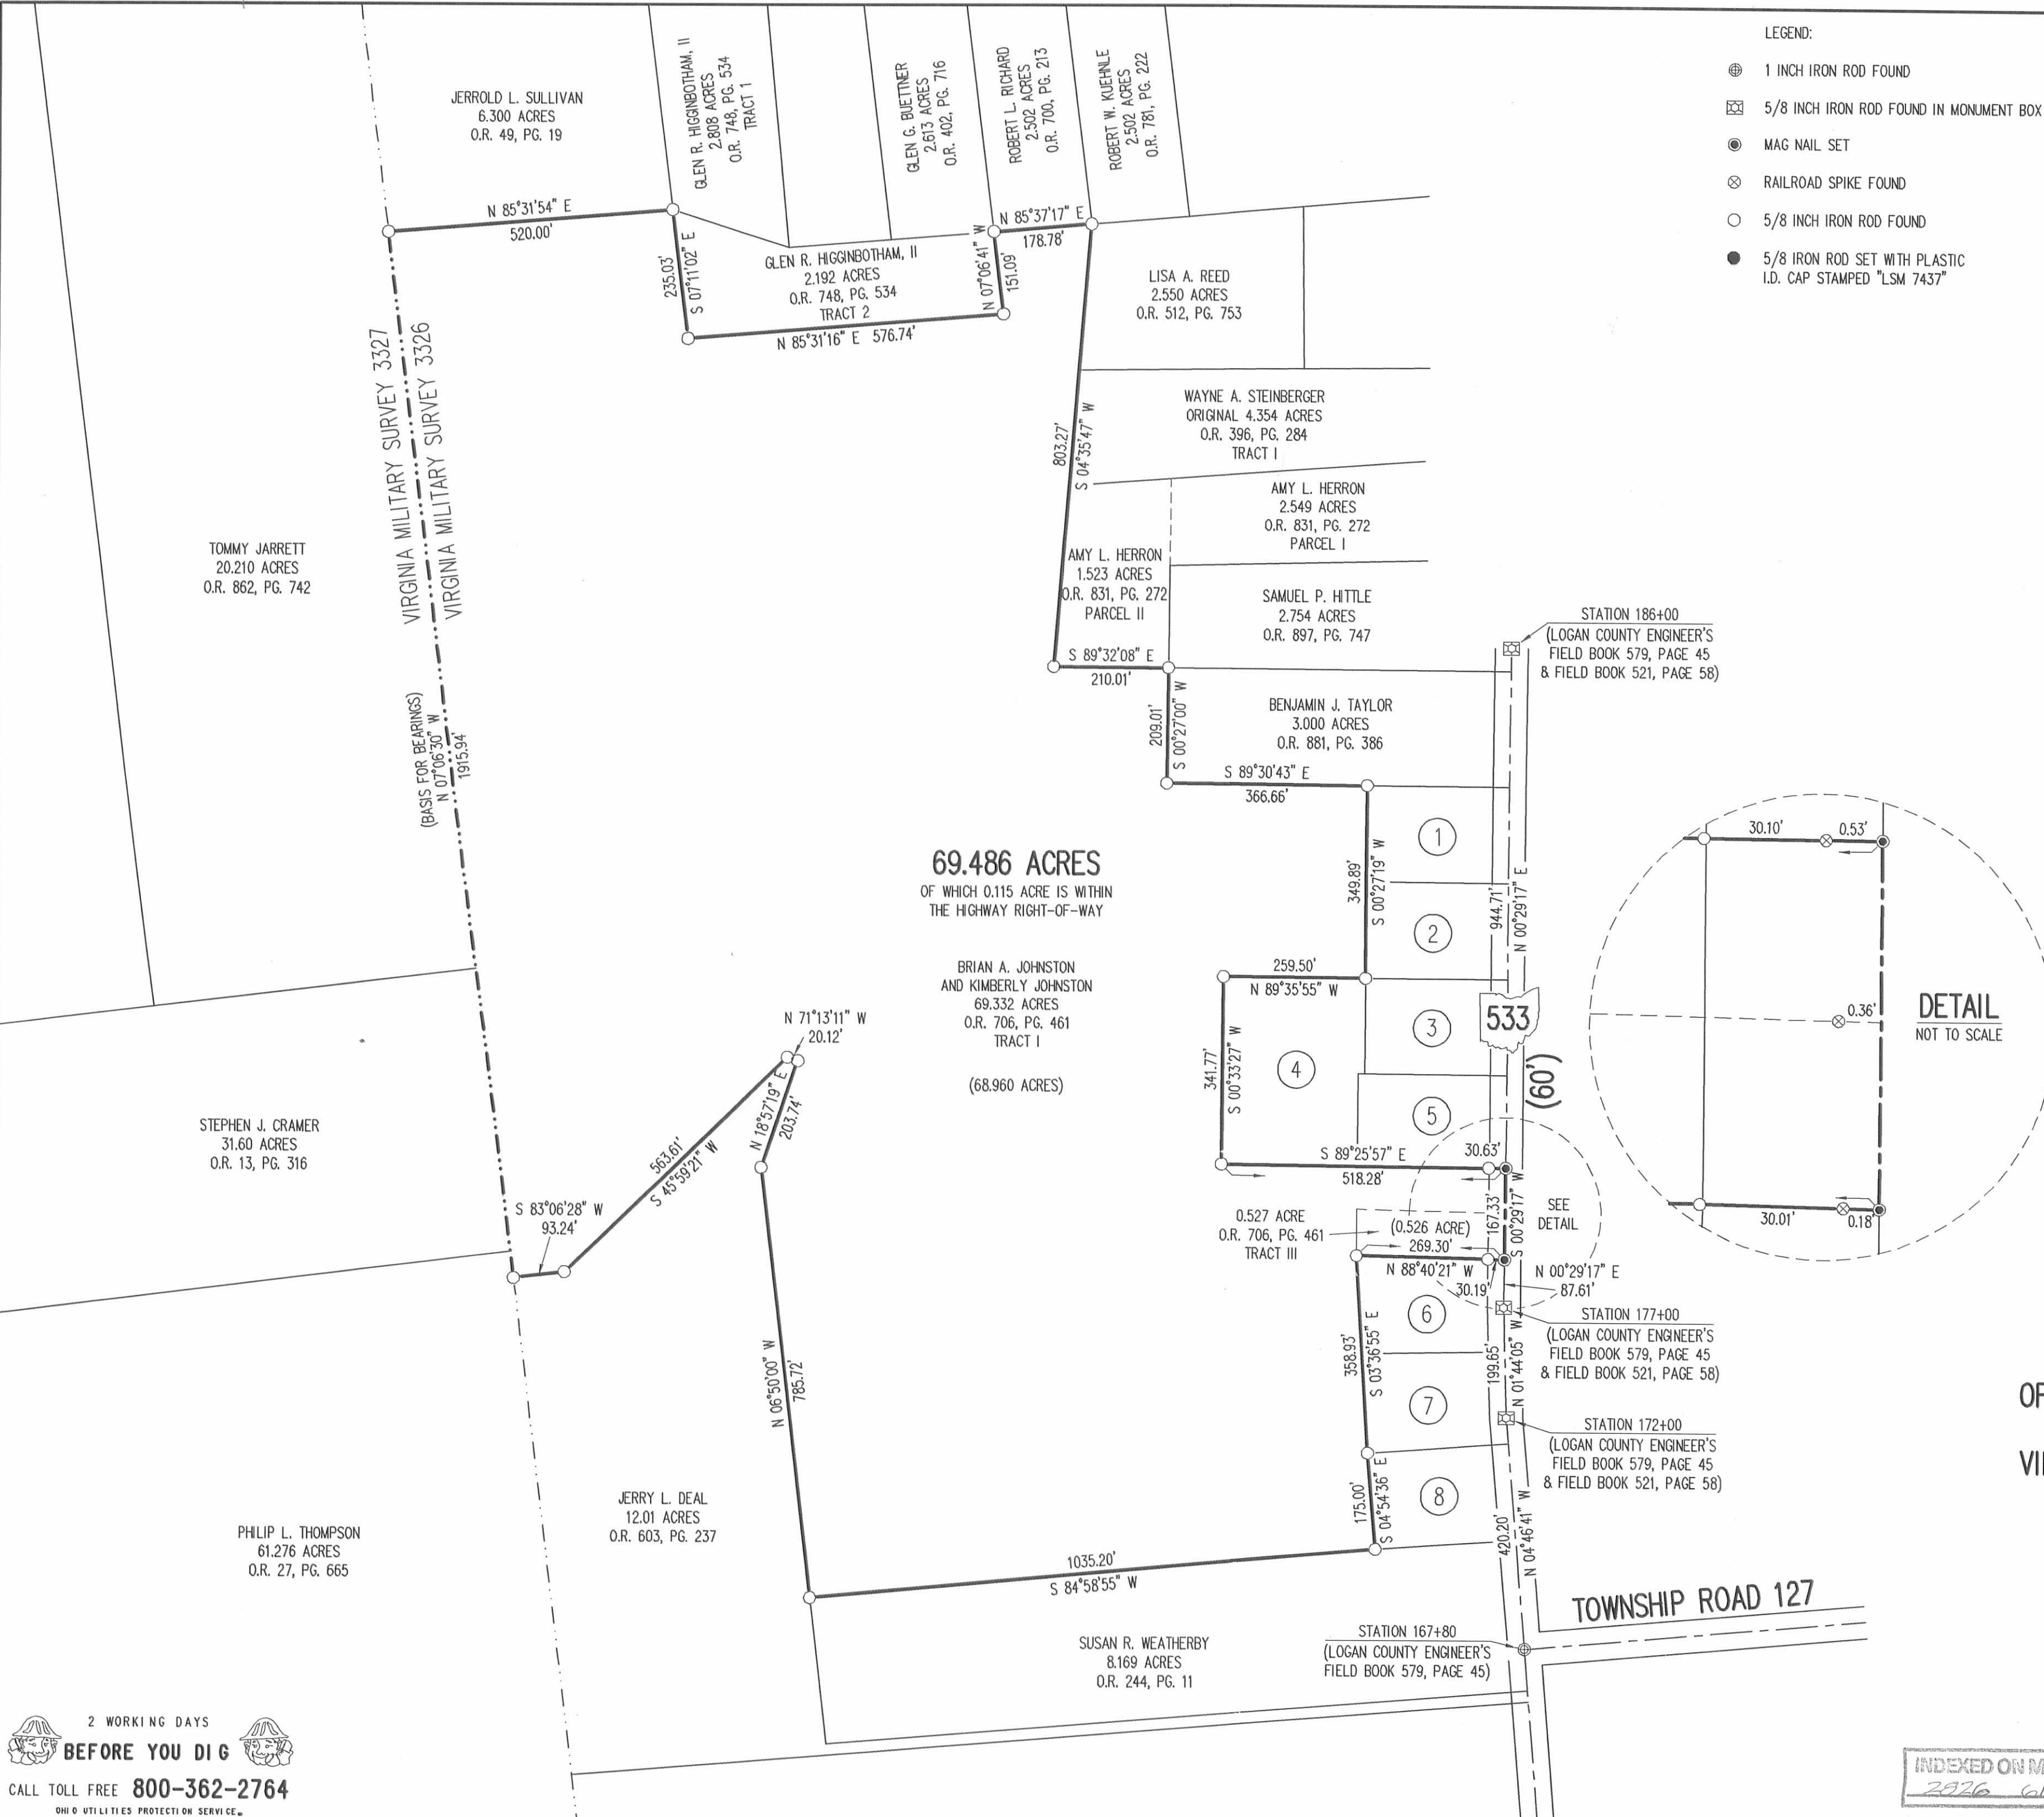 LEGEND:
1 INCH IRON ROD FOUND
5/8 INCH IRON ROD FOUND IN MONUMENT BOX
MAG NAIL SET
RAILROAD SPIKE FOUND
5/8 INCH IRON ROD FOUND
5/8 IRON ROD SET WITH PLASTIC
I.D. CAP STAMPED "LSM 7437"
JERROLD L. SULLIVAN
6.300 ACRES
O.R. 49, PG. 19
GLEN R. HIGGINBOTHAM, II
2.808 ACRES
O.R. 748, PG. 534
TRACT 1
GLEN G. BUETTNER
2.613 ACRES
O.R. 402, PG. 716
ROBERT L. RICHARD
2.502 ACRES
O.R. 700, PG. 213
ROBERT W. KUEHNLE
2.502 ACRES
O.R. 781, PG. 222
N 85°31'54" E
520.00'
235.03'
S 07°11'02" E
GLEN R. HIGGINBOTHAM, II
2.192 ACRES
O.R. 748, PG. 534
TRACT 2
N 85°31'16" E 576.74'
N 07°06'41" W
151.09'
N 85°37'17" E
178.78'
LISA A. REED
2.550 ACRES
O.R. 512, PG. 753
WAYNE A. STEINBERGER
ORIGINAL 4.354 ACRES
O.R. 396, PG. 284
TRACT I
803.27'
S 04°35'47" W
AMY L. HERRON
2.549 ACRES
O.R. 831, PG. 272
PARCEL I
AMY L. HERRON
1.523 ACRES
O.R. 831, PG. 272
PARCEL II
SAMUEL P. HITTLE
2.754 ACRES
O.R. 897, PG. 747
VIRGINIA MILITARY SURVEY 3327
VIRGINIA MILITARY SURVEY 3326
TOMMY JARRETT
20.210 ACRES
O.R. 862, PG. 742
(BASIS FOR BEARINGS)
N 07°06'30" W
1915.94'
STATION 186+00
(LOGAN COUNTY ENGINEER'S
FIELD BOOK 579, PAGE 45
& FIELD BOOK 521, PAGE 58)
S 89°32'08" E
210.01'
209.01'
S 00°27'00" W
BENJAMIN J. TAYLOR
3.000 ACRES
O.R. 881, PG. 386
S 89°30'43" E
366.66'
349.89'
S 00°27'19" W
1
2
944.71'
N 00°29'17" E
69.486 ACRES
OF WHICH 0.115 ACRE IS WITHIN
THE HIGHWAY RIGHT-OF-WAY
BRIAN A. JOHNSTON
AND KIMBERLY JOHNSTON
69.332 ACRES
O.R. 706, PG. 461
TRACT I
(68.960 ACRES)
259.50'
N 89°35'55" W
341.77'
S 00°33'27" W
3
4
5
533
(60')
30.10'
0.53'
0.36'
30.01'
0.18'
DETAIL
NOT TO SCALE
N 71°13'11" W
20.12'
N 18°57'19" E
203.74'
563.61'
S 45°59'21" W
STEPHEN J. CRAMER
31.60 ACRES
O.R. 13, PG. 316
S 83°06'28" W
93.24'
S 89°25'57" E
518.28'
30.63'
167.33'
S 00°29'17" W
SEE
DETAIL
0.527 ACRE
O.R. 706, PG. 461
TRACT III
(0.526 ACRE)
269.30'
N 88°40'21" W
30.19'
N 00°29'17" E
87.61'
STATION 177+00
(LOGAN COUNTY ENGINEER'S
FIELD BOOK 579, PAGE 45
& FIELD BOOK 521, PAGE 58)
6
7
8
358.93'
S 03°36'55" E
199.65'
N 01°44'05" W
STATION 172+00
(LOGAN COUNTY ENGINEER'S
FIELD BOOK 579, PAGE 45
& FIELD BOOK 521, PAGE 58)
N 06°50'00" W
785.72'
175.00'
S 04°54'36" E
420.20'
N 04°46'41" W
JERRY L. DEAL
12.01 ACRES
O.R. 603, PG. 237
PHILIP L. THOMPSON
61.276 ACRES
O.R. 27, PG. 665
1035.20'
S 84°58'55" W
TOWNSHIP ROAD 127
SUSAN R. WEATHERBY
8.169 ACRES
O.R. 244, PG. 11
STATION 167+80
(LOGAN COUNTY ENGINEER'S
FIELD BOOK 579, PAGE 45)
2 WORKING DAYS
BEFORE YOU DIG
CALL TOLL FREE 800-362-2764
OHIO UTILITIES PROTECTION SERVICE
INDEXED ON